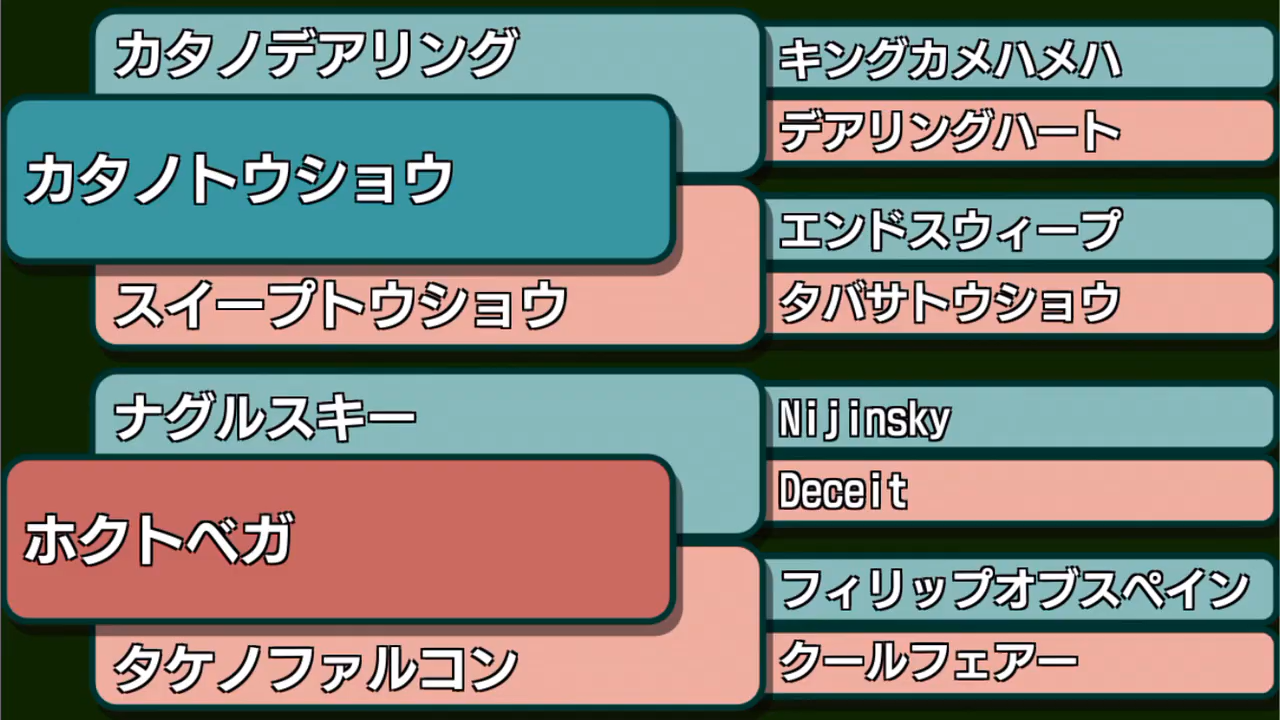 カタノデアリング
キングカメハメハ
デアリングハート
カタノトウショウ
エンドスウィープ
スイープトウショウ
タバサトウショウ
ナグルスキー
Nijinsky
Deceit
ホクトベガ
フィリップオブスペイン
タケノファルコン
クールフェアー